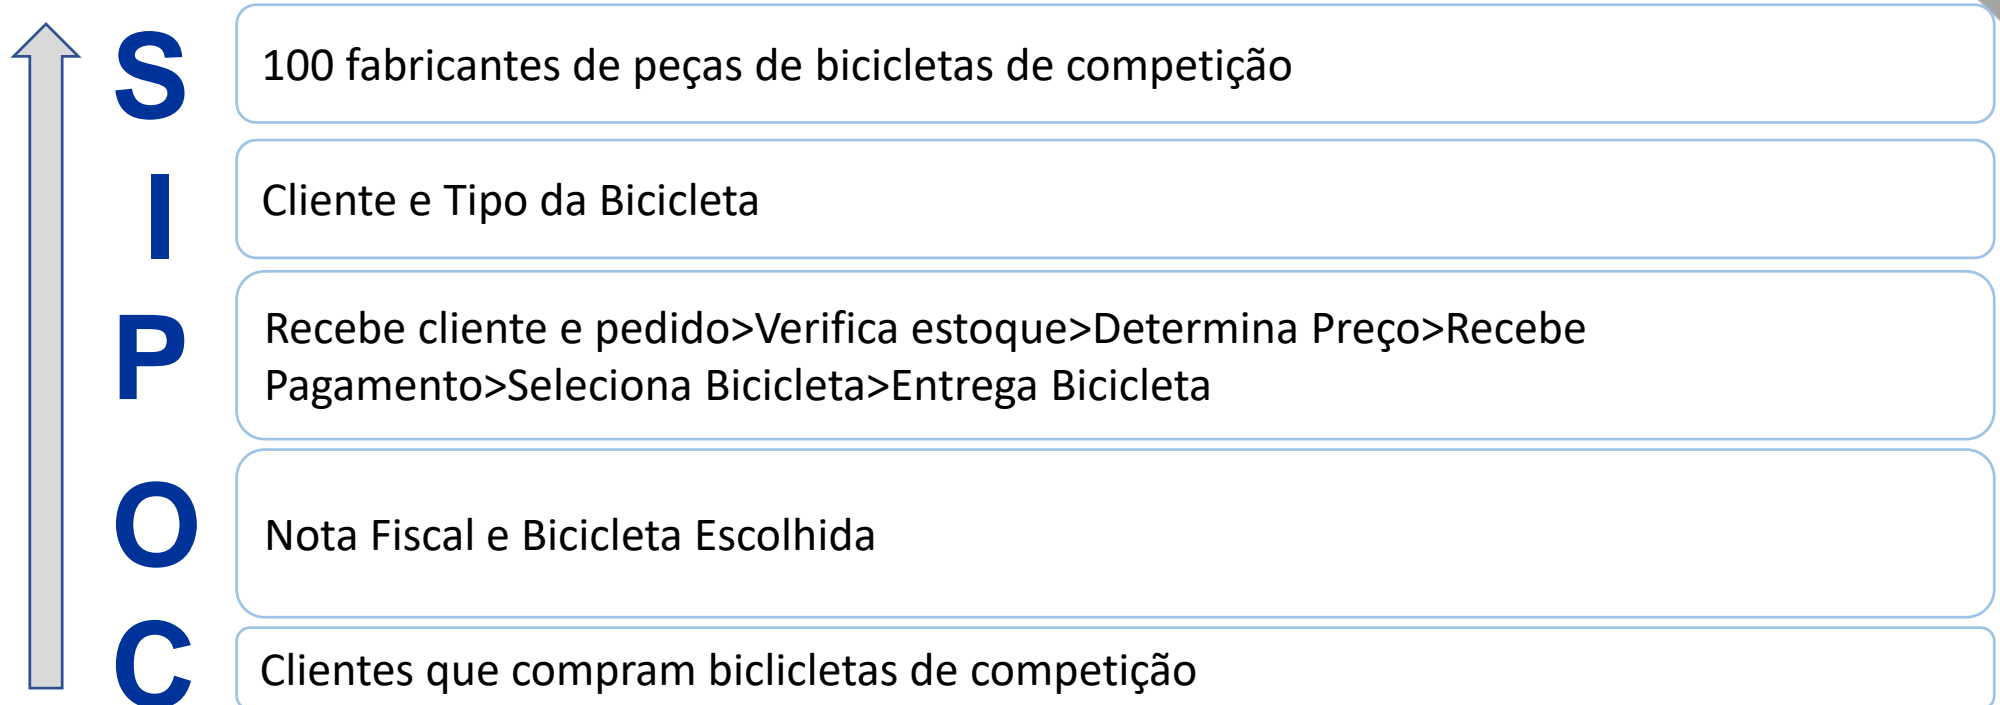 S
100 fabricantes de peças de bicicletas de competição
I
Cliente e Tipo da Bicicleta
P
Recebe cliente e pedido>Verifica estoque>Determina Preço>Recebe
Pagamento>Seleciona Bicicleta>Entrega Bicicleta
O
Nota Fiscal e Bicicleta Escolhida
C
Clientes que compram biclicletas de competição